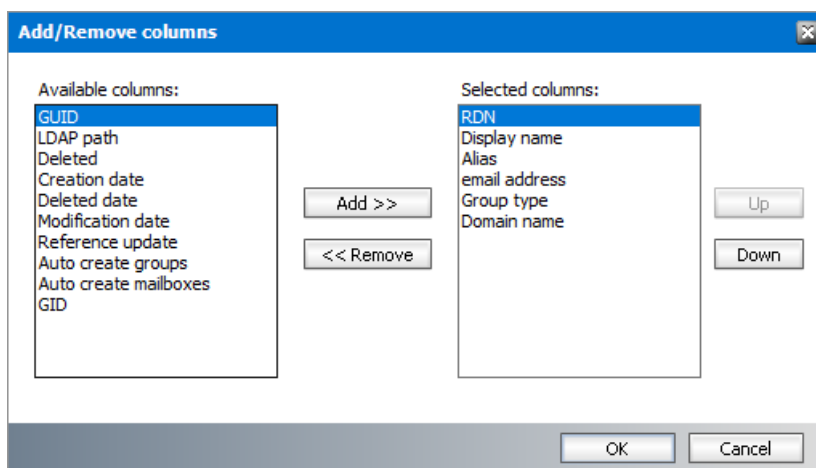 Add/Remove columns
Available columns:
GUID
LDAP path
Deleted
Creation date
Deleted date
Modification date
Reference update
Auto create groups
Auto create mailboxes
GID
Add >>
<< Remove
Selected columns:
RDN
Display name
Alias
email address
Group type
Domain name
Up
Down
OK
Cancel